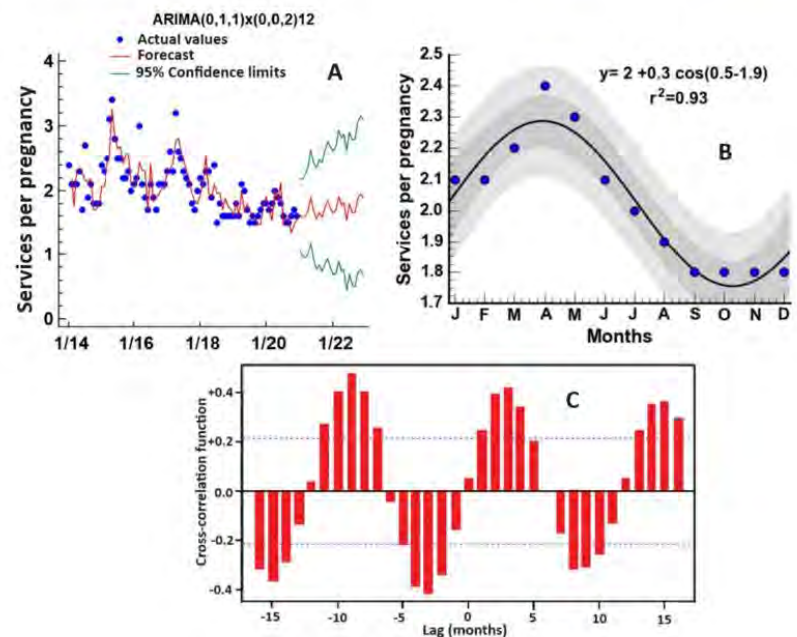 ARIMA(0,1,1)x(0,0,2)12
Actual values
Forecast
95% Confidence limits
A
Services per pregnancy
4
3
2
1
0
1/14 1/16 1/18 1/20 1/22
y= 2 +0.3 cos(0.5-1.9)
r²=0.93
B
Services per pregnancy
2.5
2.4
2.3
2.2
2.1
2.0
1.9
1.8
1.7
J F M A M J J A S O N D
Months
C
Cross-correlation function
+0.4
+0.2
0.0
-0.2
-0.4
-15 -10 -5 0 5 10 15
Lag (months)